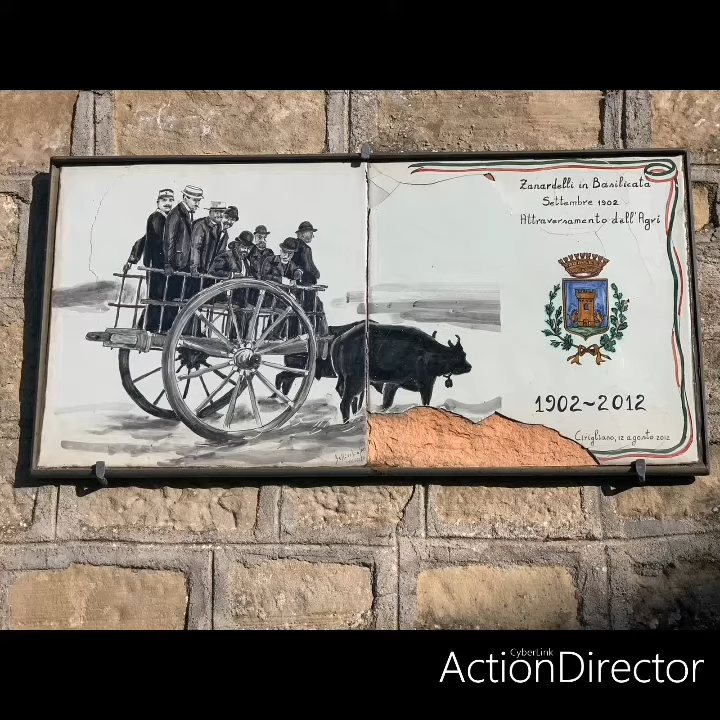 Zanardelli in Basilicata
Settembre 1902
Attraversamento dell'Agri
1902-2012
Cirigliano, 12 agosto 2012
CyberLink
ActionDirector